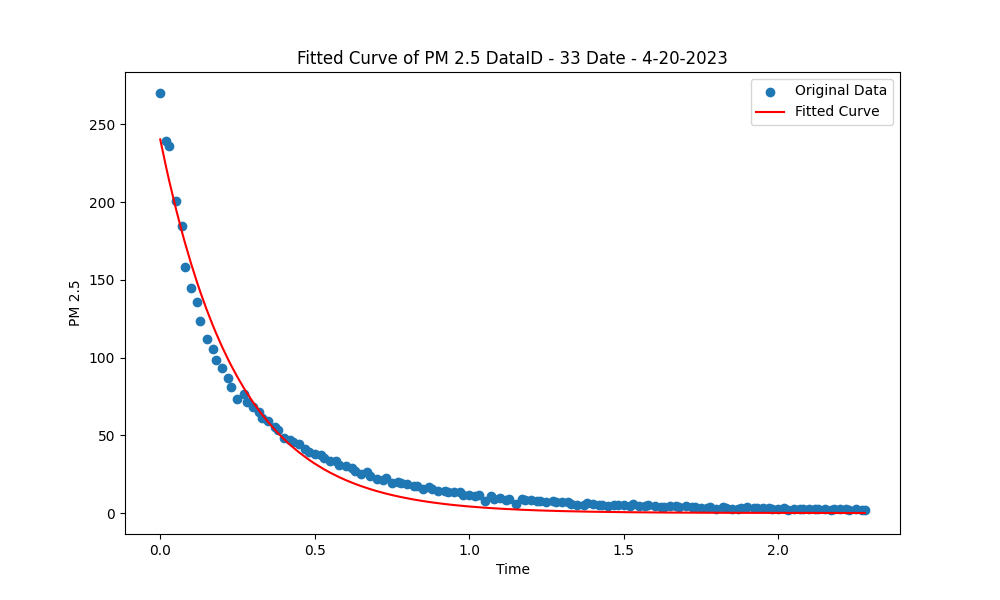 Fitted Curve of PM 2.5 DataID - 33 Date - 4-20-2023
Original Data
Fitted Curve
250
200
150
100
50
0
PM 2.5
0.0 0.5 1.0 1.5 2.0
Time